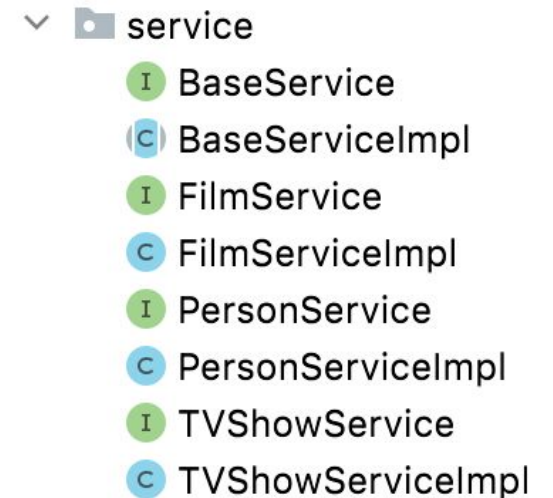 service
I BaseService
C BaseServiceImpl
I FilmService
C FilmServiceImpl
I PersonService
C PersonServiceImpl
I TVShowService
C TVShowServiceImpl